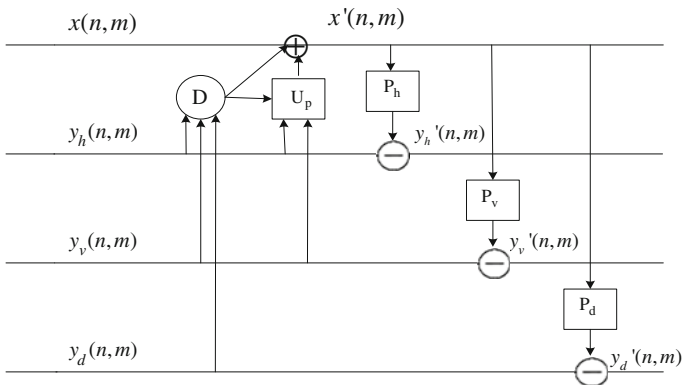 x(n,m) x'(n,m)
D U_p P_h
y_h(n,m) y_h'(n,m)
P_v
y_v(n,m) y_v'(n,m)
P_d
y_d(n,m) y_d'(n,m)